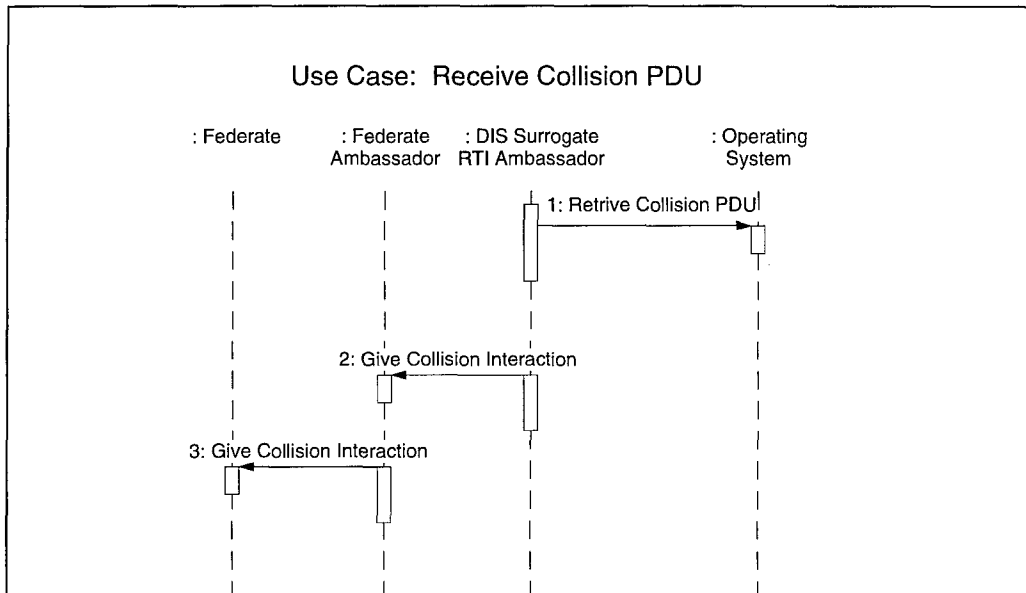 Use Case: Receive Collision PDU
: Federate
: Federate
Ambassador
: DIS Surrogate
RTI Ambassador
: Operating
System
1: Retrive Collision PDU
2: Give Collision Interaction
3: Give Collision Interaction